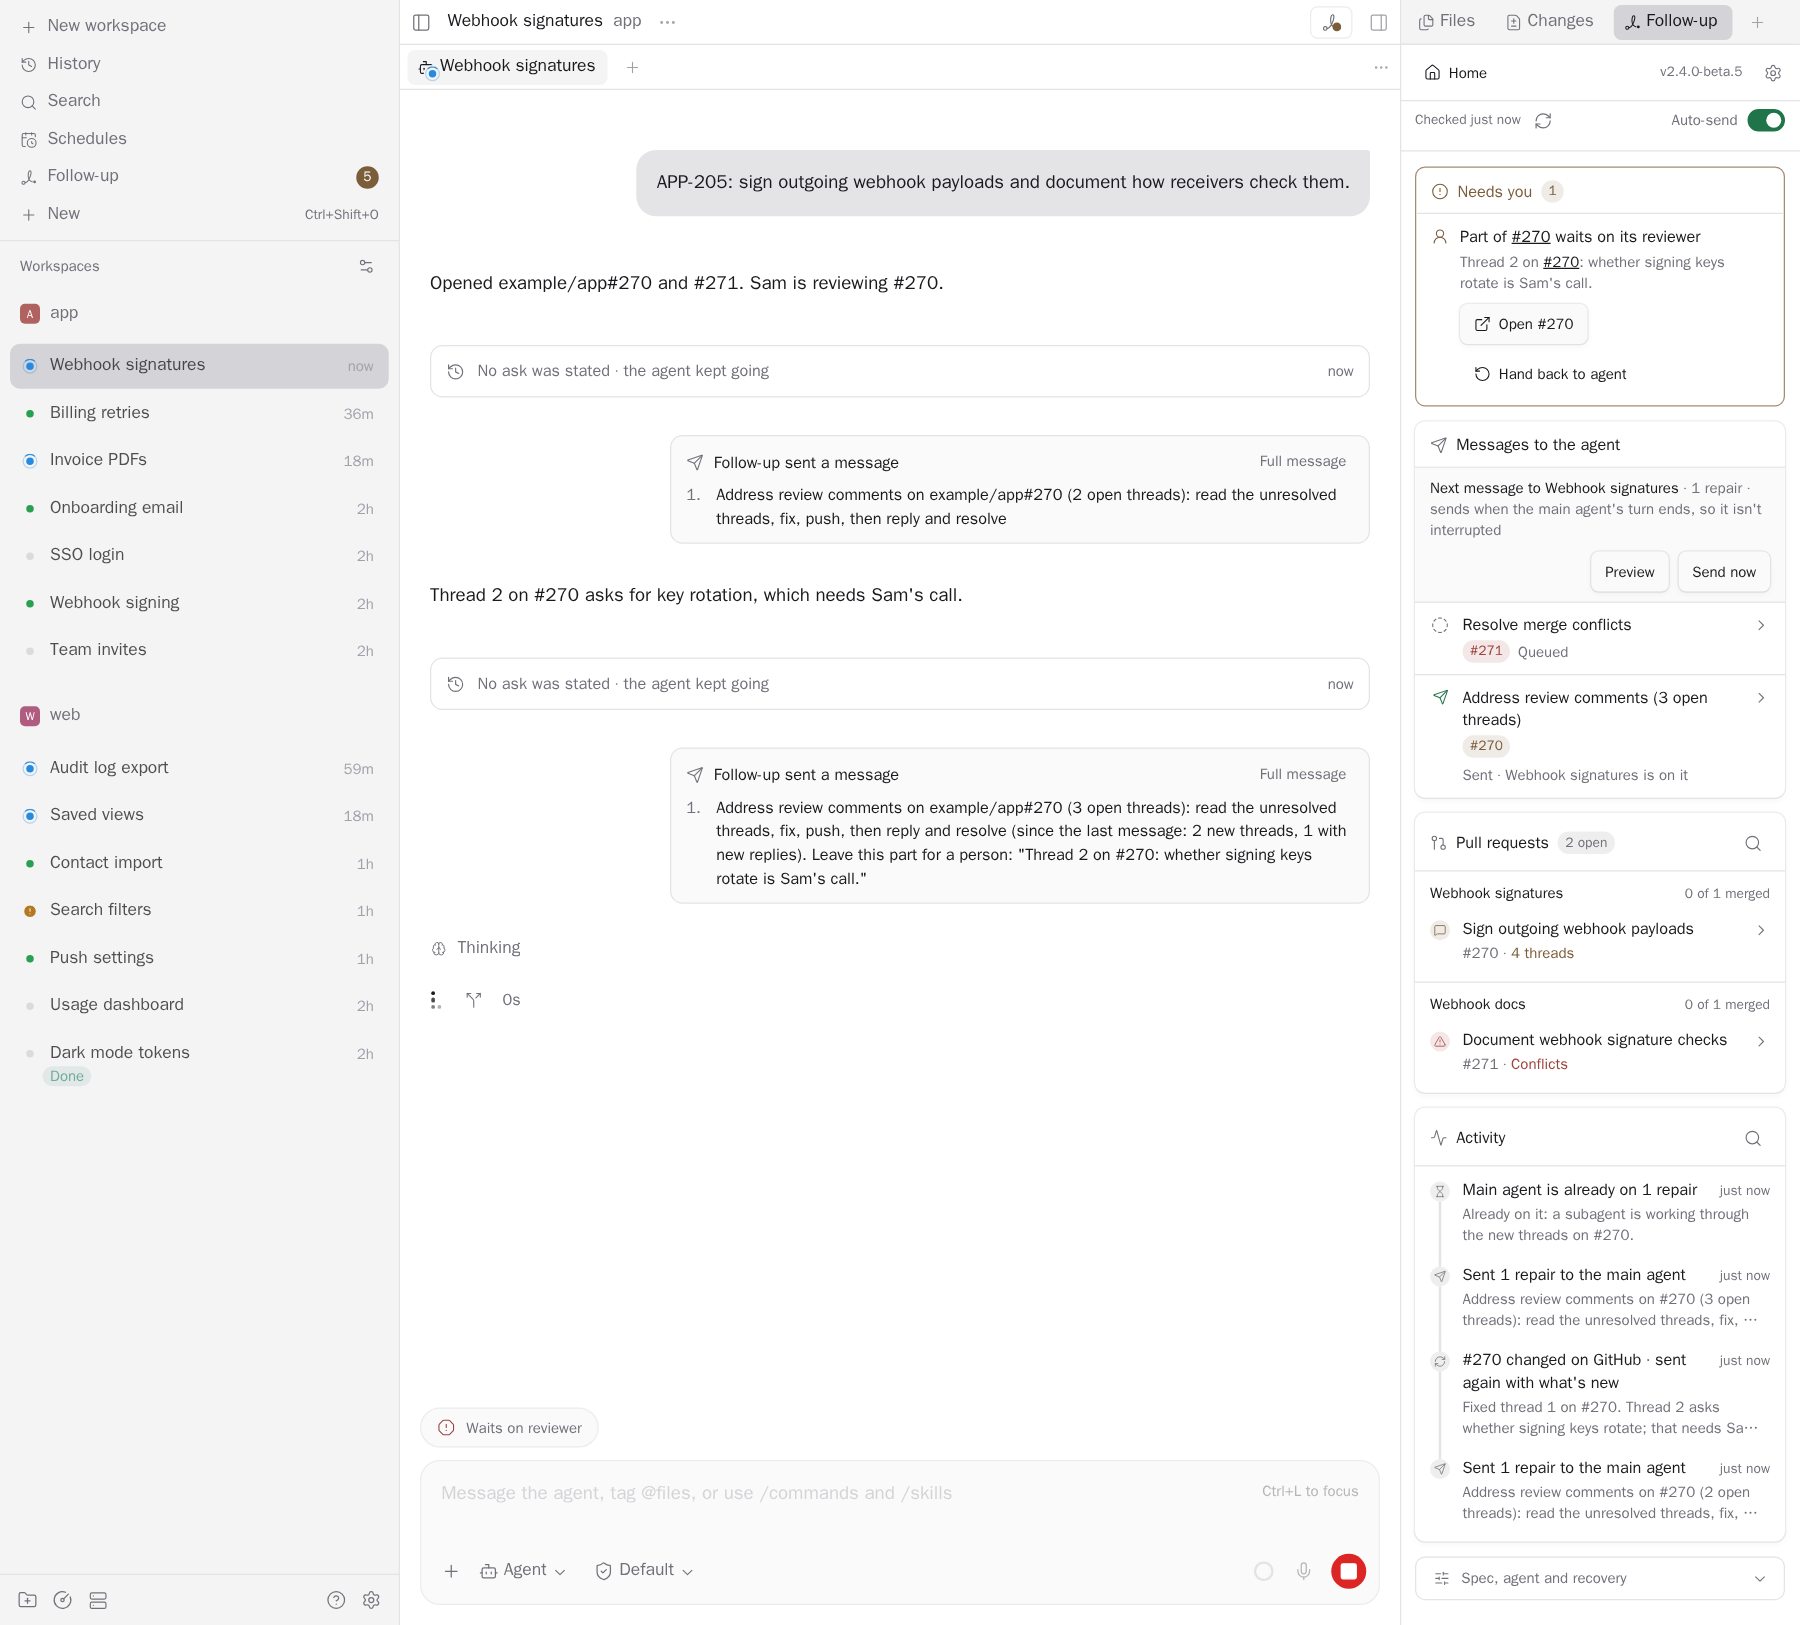 New workspace
History
Search
Schedules
Follow-up 5
New Ctrl+Shift+O
Workspaces
A app
Webhook signatures now
Billing retries 36m
Invoice PDFs 18m
Onboarding email 2h
SSO login 2h
Webhook signing 2h
Team invites 2h
W web
Audit log export 59m
Saved views 18m
Contact import 1h
Search filters 1h
Push settings 1h
Usage dashboard 2h
Dark mode tokens 2h
Done
Webhook signatures app
Webhook signatures
APP-205: sign outgoing webhook payloads and document how receivers check them.
Opened example/app#270 and #271. Sam is reviewing #270.
No ask was stated · the agent kept going now
Follow-up sent a message Full message
1. Address review comments on example/app#270 (2 open threads): read the unresolved
threads, fix, push, then reply and resolve
Thread 2 on #270 asks for key rotation, which needs Sam's call.
No ask was stated · the agent kept going now
Follow-up sent a message Full message
1. Address review comments on example/app#270 (3 open threads): read the unresolved
threads, fix, push, then reply and resolve (since the last message: 2 new threads, 1 with
new replies). Leave this part for a person: "Thread 2 on #270: whether signing keys
rotate is Sam's call."
Thinking
0s
Waits on reviewer
Message the agent, tag @files, or use /commands and /skills Ctrl+L to focus
Agent Default
Files Changes Follow-up
Home v2.4.0-beta.5
Checked just now Auto-send
Needs you 1
Part of #270 waits on its reviewer
Thread 2 on #270: whether signing keys
rotate is Sam's call.
Open #270
Hand back to agent
Messages to the agent
Next message to Webhook signatures · 1 repair ·
sends when the main agent's turn ends, so it isn't
interrupted
Preview Send now
Resolve merge conflicts
#271 Queued
Address review comments (3 open
threads)
#270
Sent · Webhook signatures is on it
Pull requests 2 open
Webhook signatures 0 of 1 merged
Sign outgoing webhook payloads
#270 · 4 threads
Webhook docs 0 of 1 merged
Document webhook signature checks
#271 · Conflicts
Activity
Main agent is already on 1 repair just now
Already on it: a subagent is working through
the new threads on #270.
Sent 1 repair to the main agent just now
Address review comments on #270 (3 open
threads): read the unresolved threads, fix, ···
#270 changed on GitHub · sent just now
again with what's new
Fixed thread 1 on #270. Thread 2 asks
whether signing keys rotate; that needs Sa···
Sent 1 repair to the main agent just now
Address review comments on #270 (2 open
threads): read the unresolved threads, fix, ···
Spec, agent and recovery